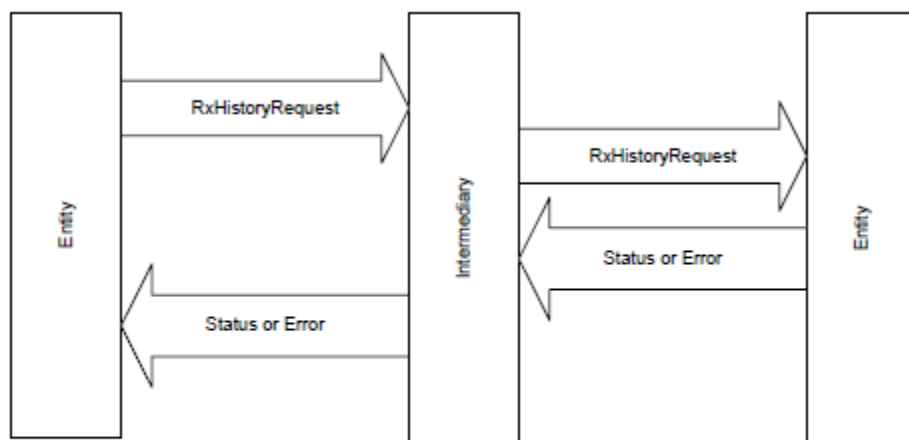 Entity
RxHistoryRequest
Status or Error
Intermediary
RxHistoryRequest
Status or Error
Entity